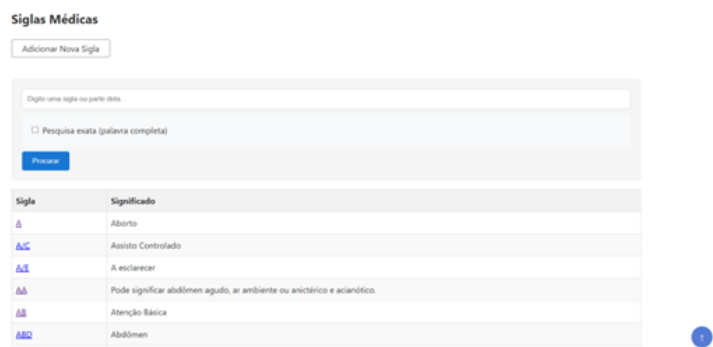 Siglas Médicas
Adicionar Nova Sigla
Digite uma sigla ou parte dela...
Pesquisa exata (palavra completa)
Procurar
Sigla Significado
A Aborto
A/C Assisto Controlado
A/E A esclarecer
AA Pode significar abdômen agudo, ar ambiente ou anictérico e acianótico.
AB Atenção Básica
ABD Abdômen
↑